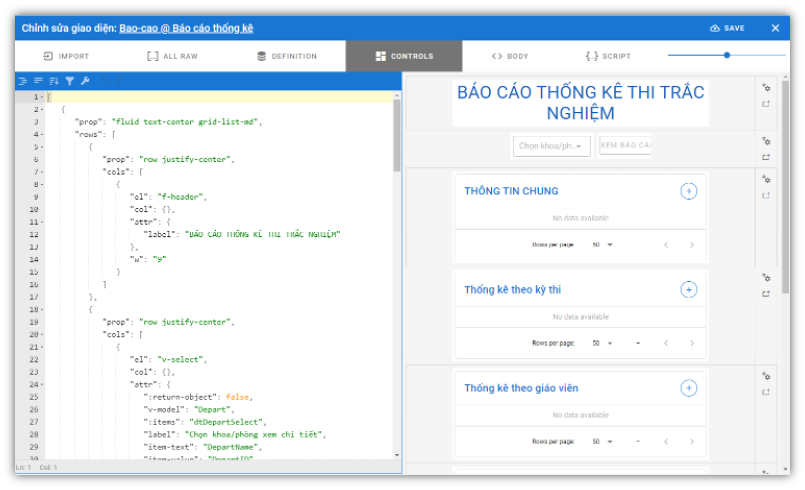 Chỉnh sửa giao diện: Bao-cao @ Báo cáo thống kê
SAVE
IMPORT
ALL RAW
DEFINITION
CONTROLS
BODY
SCRIPT
1 [
2 {
3 "prop": "fluid text-center grid-list-md",
4 "rows": [
5 {
6 "prop": "row justify-center",
7 "cols": [
8 {
9 "el": "f-header",
10 "col": {},
11 "attr": {
12 "label": "BÁO CÁO THỐNG KÊ THI TRẮC NGHIỆM"
13 },
14 "w": "9"
15 }
16 ]
17 },
18 {
19 "prop": "row justify-center",
20 "cols": [
21 {
22 "el": "v-select",
23 "col": {},
24 "attr": {
25 ":return-object": false,
26 "v-model": "Depart",
27 ":items": "dtDepartSelect",
28 "label": "Chọn khoa/phòng xem chi tiết",
29 "item-text": "DepartName",
30 "item-value": "DepartID"
Ln: 1 Col: 1
BÁO CÁO THỐNG KÊ THI TRẮC
NGHIỆM
Chọn khoa/ph...
XEM BÁO CÁ
THÔNG TIN CHUNG
No data available
Rows per page: 50
Thống kê theo kỳ thi
No data available
Rows per page: 50 -
Thống kê theo giáo viên
No data available
Rows per page: 50 -